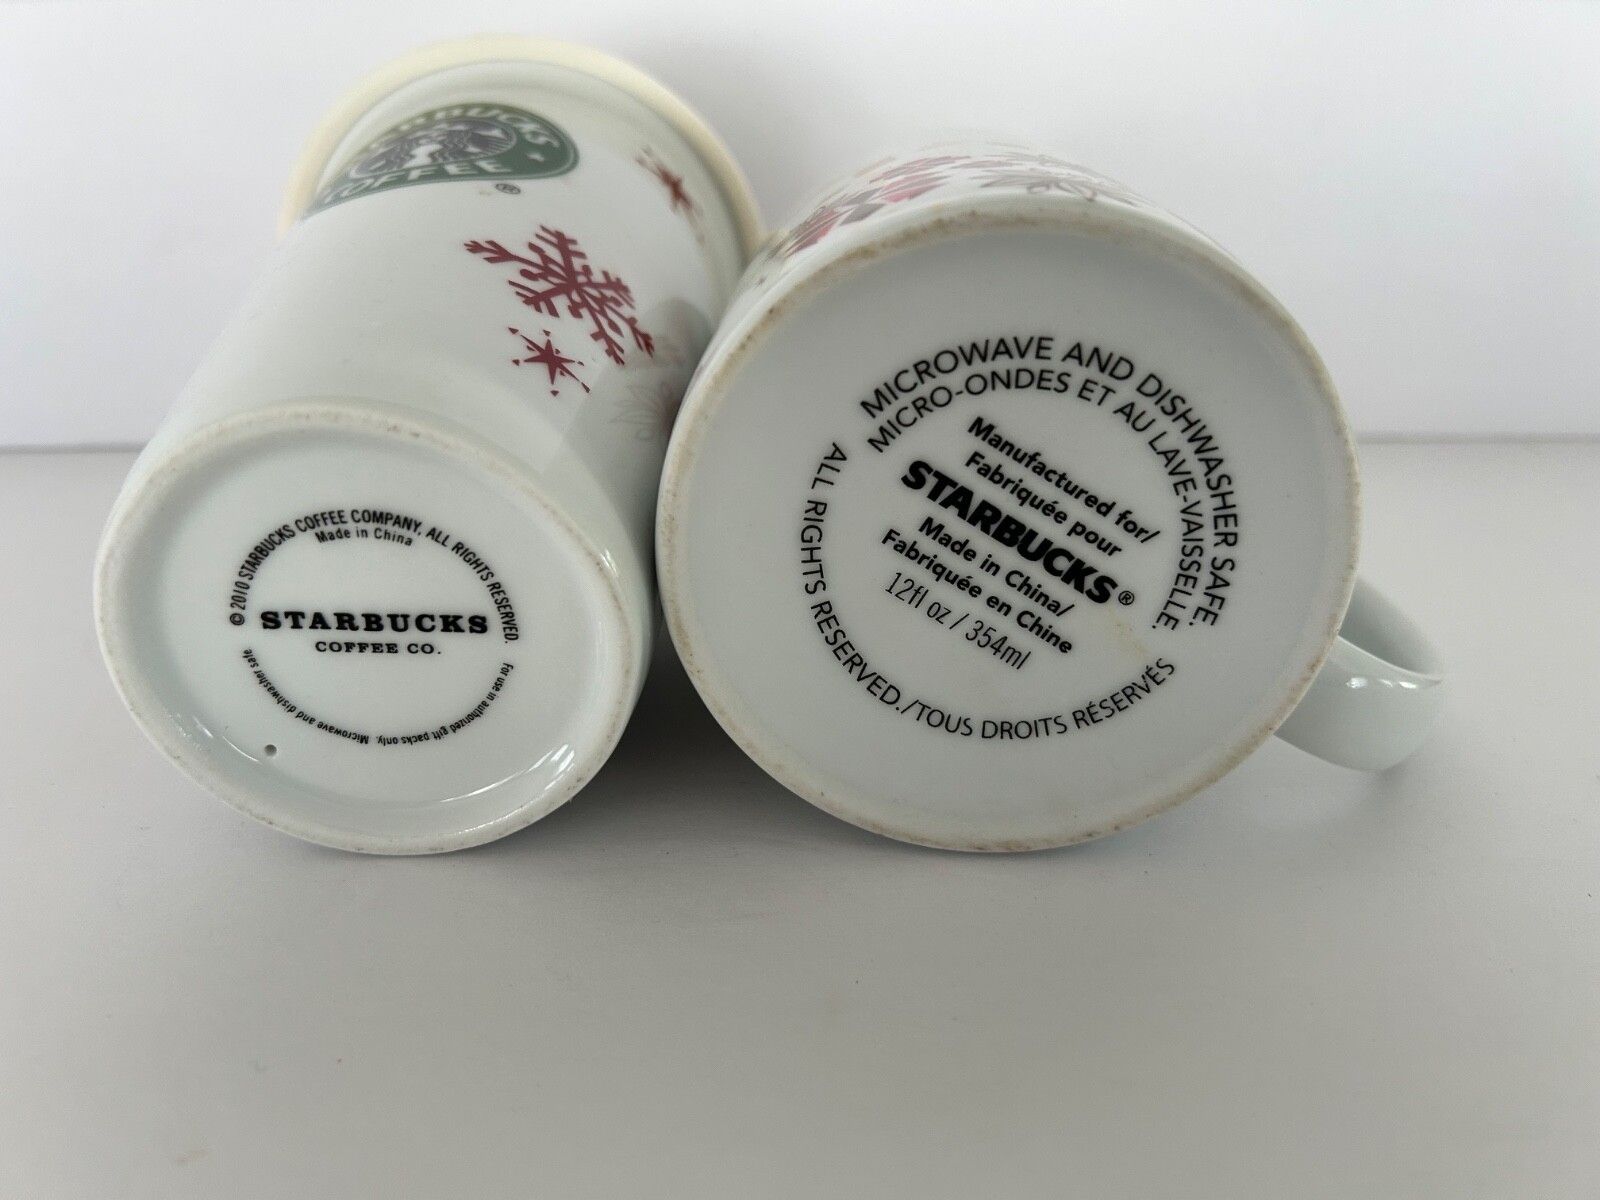 STARBUCKS
COFFEE ®
© 2010 STARBUCKS COFFEE COMPANY, ALL RIGHTS RESERVED.
Made in China
STARBUCKS
COFFEE CO.
For use in authorized gift packs only. Microwave and dishwasher safe
MICROWAVE AND DISHWASHER SAFE.
MICRO-ONDES ET AU LAVE-VAISSELLE.
Manufactured for/
Fabriquée pour
STARBUCKS®
Made in China/
Fabriquée en Chine
12fl oz / 354ml
ALL RIGHTS RESERVED./TOUS DROITS RÉSERVÉS